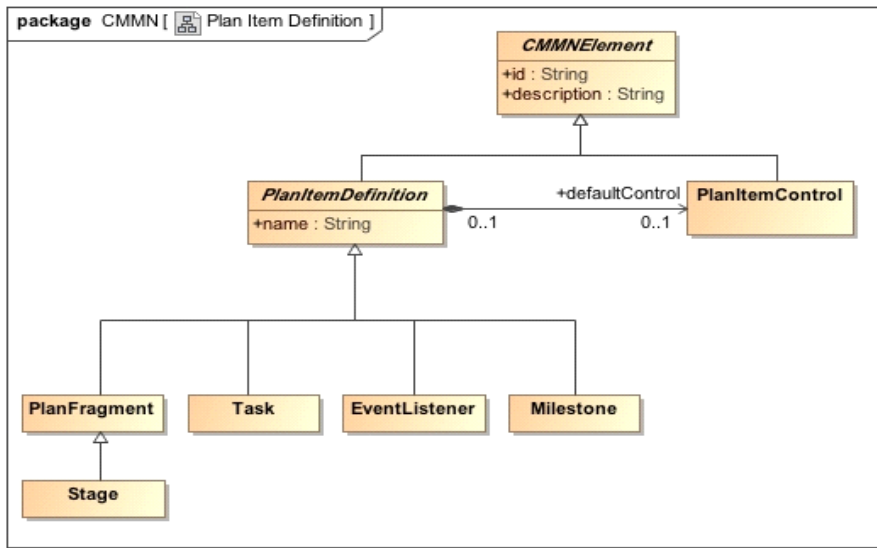 package CMMN [ Plan Item Definition ]
CMMNElement
+id : String
+description : String
PlanItemDefinition
+name : String
+defaultControl
0..1
0..1
PlanItemControl
PlanFragment
Task
EventListener
Milestone
Stage